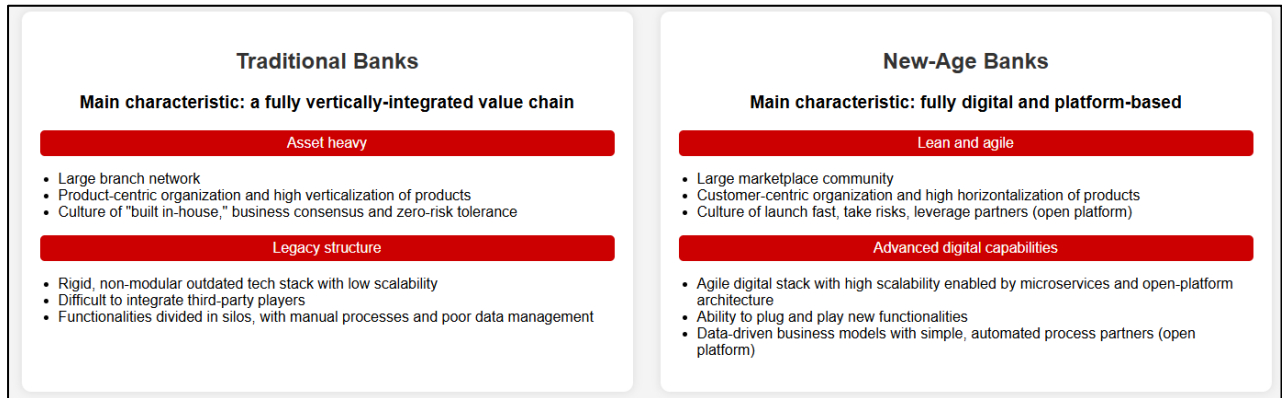 Traditional Banks
Main characteristic: a fully vertically-integrated value chain
Asset heavy
• Large branch network
• Product-centric organization and high verticalization of products
• Culture of "built in-house," business consensus and zero-risk tolerance
Legacy structure
• Rigid, non-modular outdated tech stack with low scalability
• Difficult to integrate third-party players
• Functionalities divided in silos, with manual processes and poor data management
New-Age Banks
Main characteristic: fully digital and platform-based
Lean and agile
• Large marketplace community
• Customer-centric organization and high horizontalization of products
• Culture of launch fast, take risks, leverage partners (open platform)
Advanced digital capabilities
• Agile digital stack with high scalability enabled by microservices and open-platform
architecture
• Ability to plug and play new functionalities
• Data-driven business models with simple, automated process partners (open
platform)